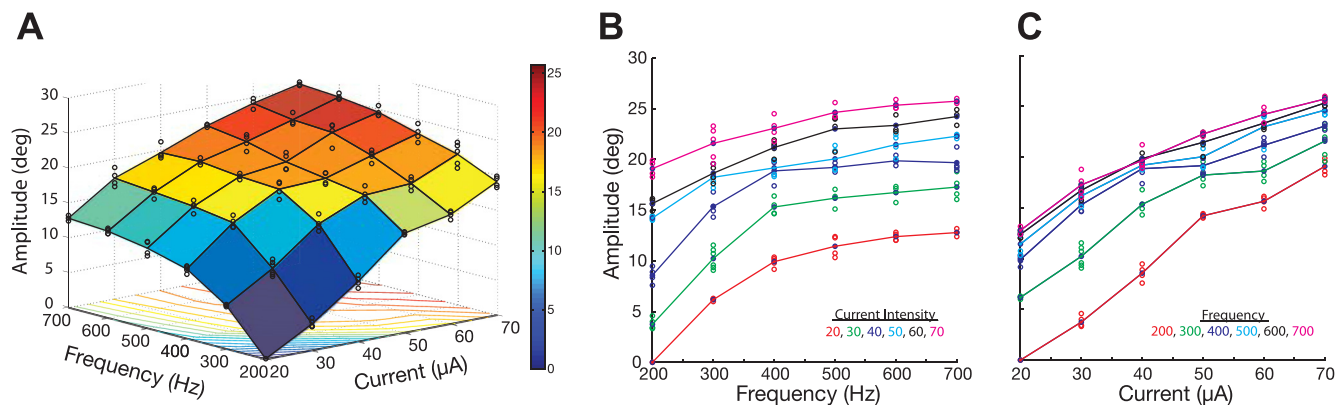 A
B
C
Amplitude (deg)
30
25
20
15
10
5
0
700
600
500
400
300
200
Frequency (Hz)
20
30
40
50
60
70
Current (µA)
25
20
15
10
5
0
Amplitude (deg)
30
25
20
15
10
5
0
200 300 400 500 600 700
Frequency (Hz)
Current Intensity
20, 30, 40, 50, 60, 70
20 30 40 50 60 70
Current (µA)
Frequency
200, 300, 400, 500, 600, 700